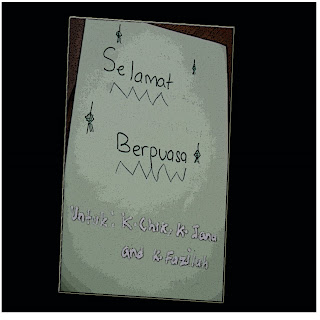 Selamat
Berpuasa
Untuk: K. Chik, K. Jana
and K. Fazilah